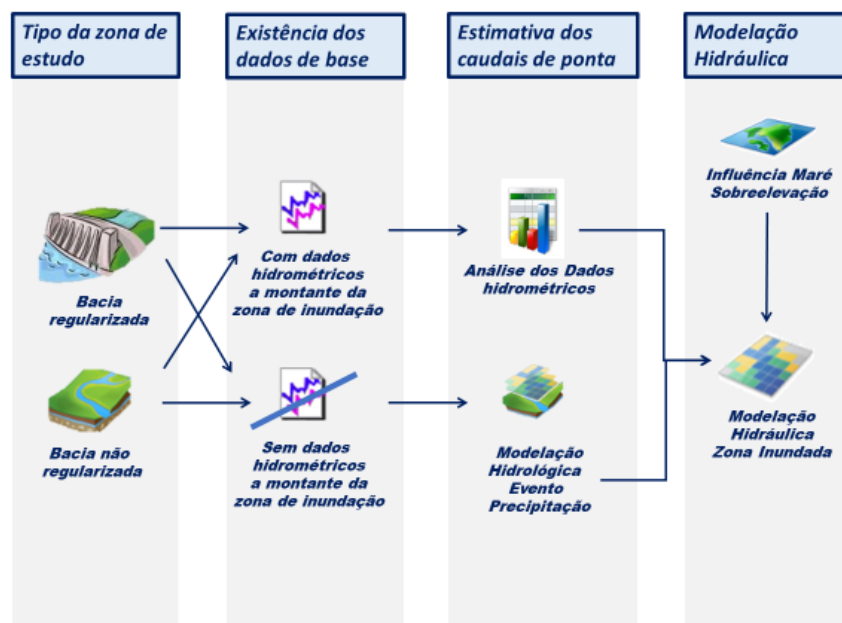 Tipo da zona de
estudo
Existência dos
dados de base
Estimativa dos
caudais de ponta
Modelação
Hidráulica
Bacia
regularizada
Bacia não
regularizada
Com dados
hidrométricos
a montante da
zona de inundação
Sem dados
hidrométricos
a montante da
zona de inundação
Análise dos Dados
hidrométricos
Modelação
Hidrológica
Evento
Precipitação
Influência Maré
Sobreelevação
Modelação
Hidráulica
Zona Inundada